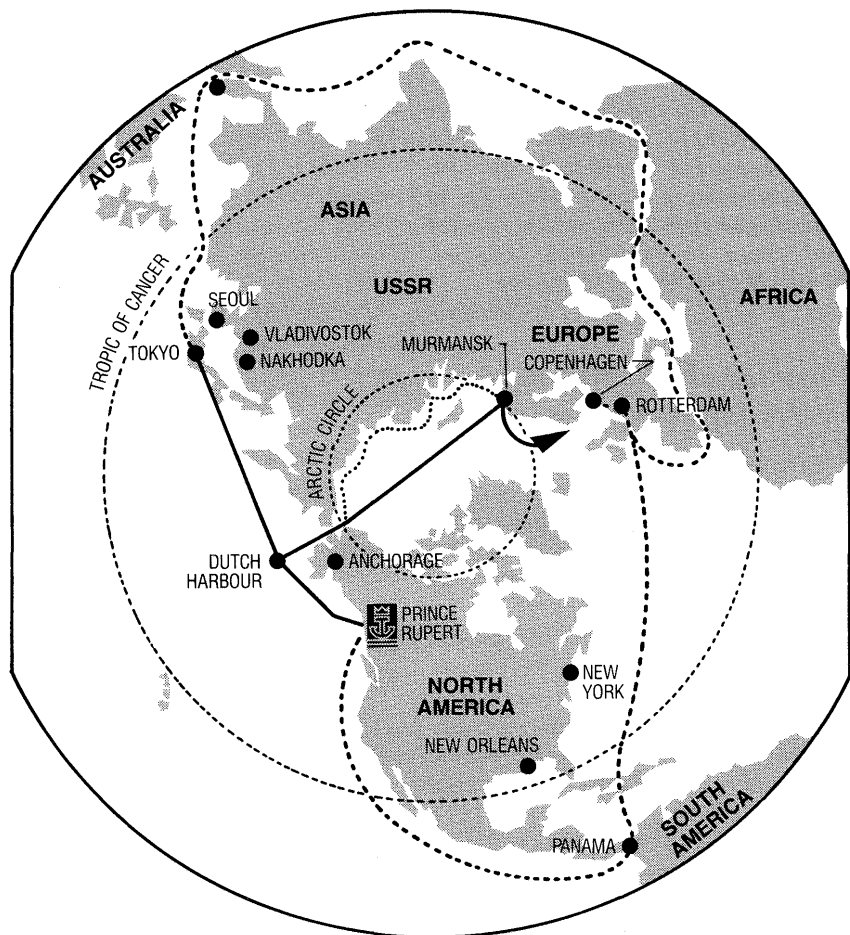 AUSTRALIA
ASIA
TROPIC OF CANCER
USSR
SEOUL
AFRICA
VLADIVOSTOK
MURMANSK
EUROPE
TOKYO
NAKHODKA
COPENHAGEN
ARCTIC CIRCLE
ROTTERDAM
DUTCH
HARBOUR
ANCHORAGE
PRINCE
RUPERT
NEW
YORK
NORTH
AMERICA
NEW ORLEANS
SOUTH
AMERICA
PANAMA